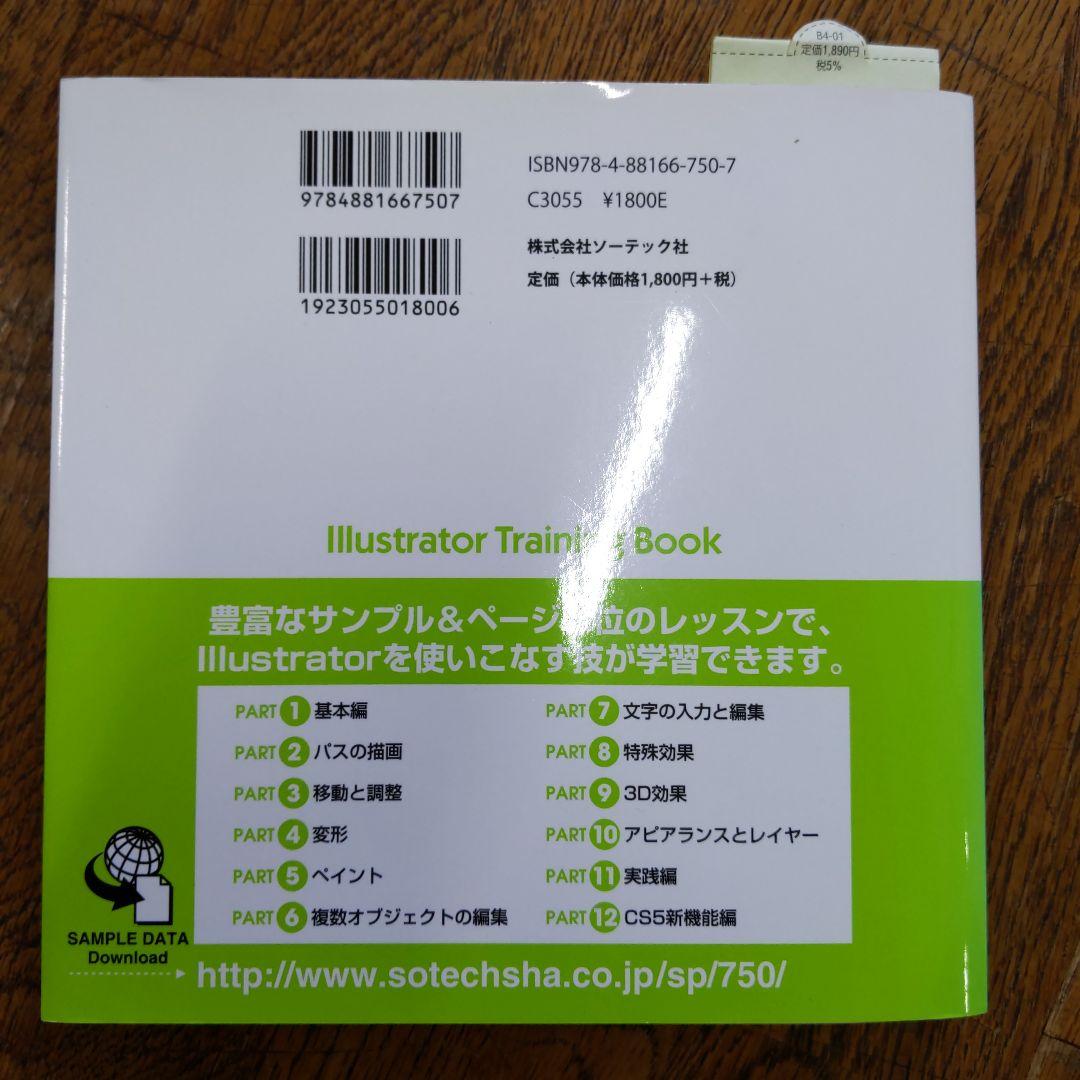 B4-01
定価1,890円
税5%
9784881667507
ISBN978-4-88166-750-7
C3055 ¥1800E
1923055018006
株式会社ソーテック社
定価（本体価格1,800円＋税）
Illustrator Training Book
豊富なサンプル＆ページ単位のレッスンで、
Illustratorを使いこなす技が学習できます。
PART 1 基本編
PART 2 パスの描画
PART 3 移動と調整
PART 4 変形
PART 5 ペイント
PART 6 複数オブジェクトの編集
PART 7 文字の入力と編集
PART 8 特殊効果
PART 9 3D効果
PART 10 アピアランスとレイヤー
PART 11 実践編
PART 12 CS5新機能編
SAMPLE DATA
Download
http://www.sotechsha.co.jp/sp/750/